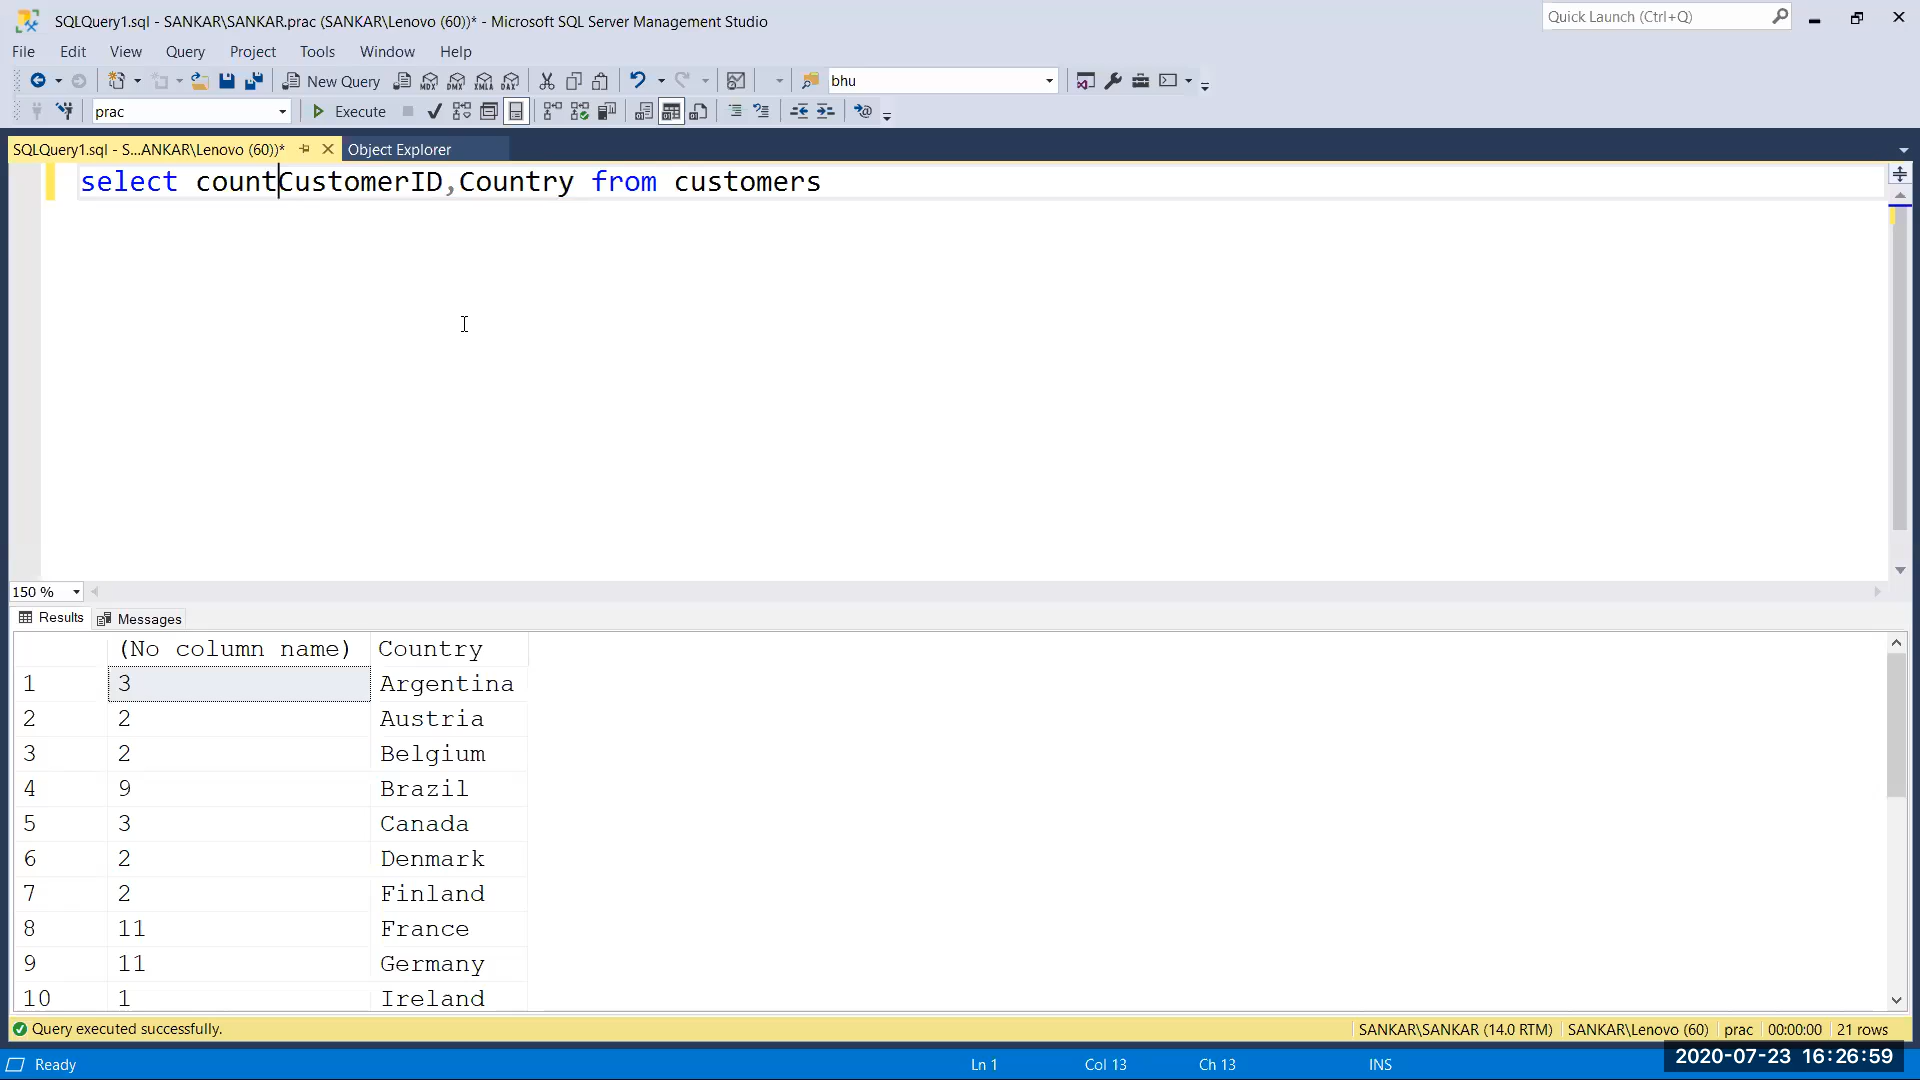 SQLQuery1.sql - SANKAR\SANKAR.prac (SANKAR\Lenovo (60))* - Microsoft SQL Server Management Studio
Quick Launch (Ctrl+Q)
File Edit View Query Project Tools Window Help
New Query MDX DMX XMLA DAX bhu
prac Execute
SQLQuery1.sql - S...ANKAR\Lenovo (60))* Object Explorer
select countCustomerID,Country from customers
150 %
Results Messages
(No column name) Country
1 3 Argentina
2 2 Austria
3 2 Belgium
4 9 Brazil
5 3 Canada
6 2 Denmark
7 2 Finland
8 11 France
9 11 Germany
10 1 Ireland
Query executed successfully. SANKAR\SANKAR (14.0 RTM) SANKAR\Lenovo (60) prac 00:00:00 21 rows
Ready Ln 1 Col 13 Ch 13 INS
2020-07-23 16:26:59